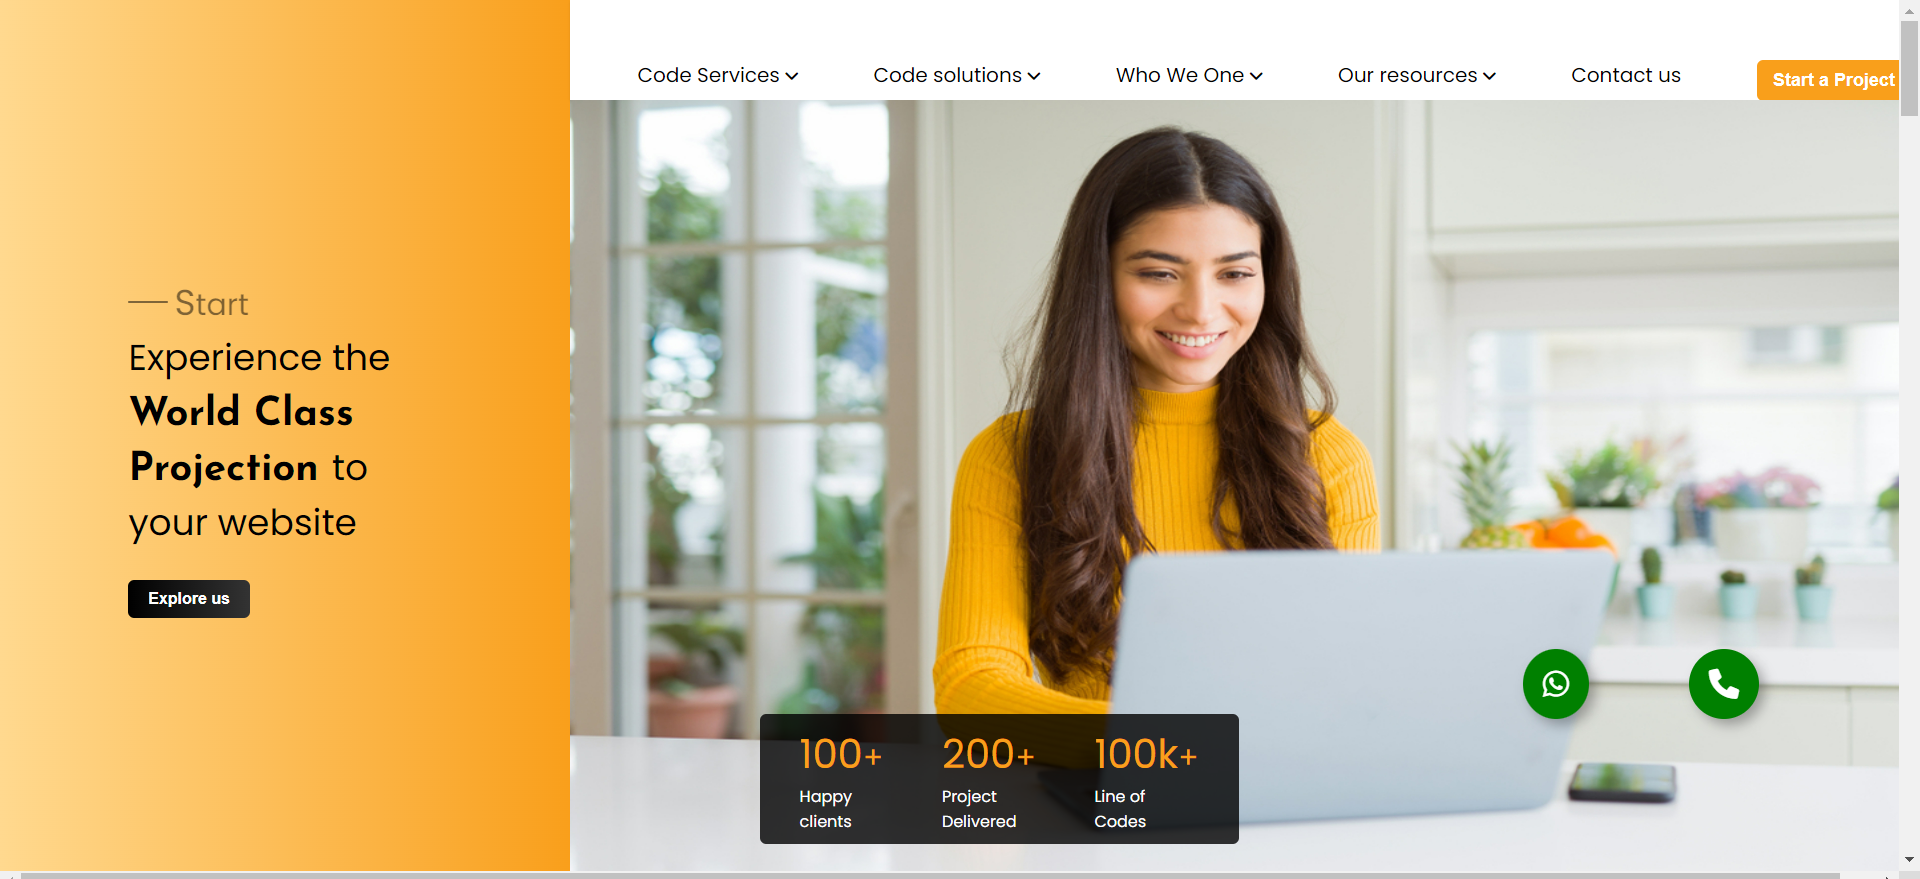 Code Services
Code solutions
Who We One
Our resources
Contact us
Start a Project
Start
Experience the
World Class
Projection to
your website
Explore us
100+
Happy
clients
200+
Project
Delivered
100k+
Line of
Codes